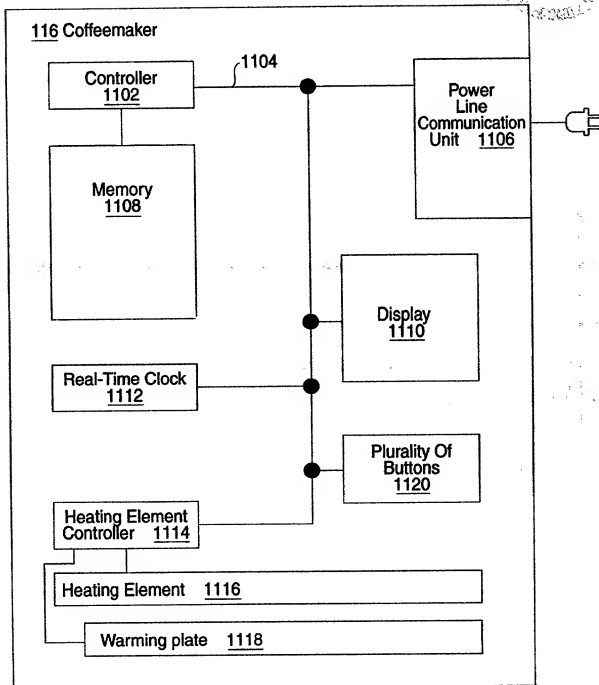 116 Coffeemaker
1104
Controller
1102
Power
Line
Communication
Unit 1106
Memory
1108
Display
1110
Real-Time Clock
1112
Plurality Of
Buttons
1120
Heating Element
Controller 1114
Heating Element 1116
Warming plate 1118